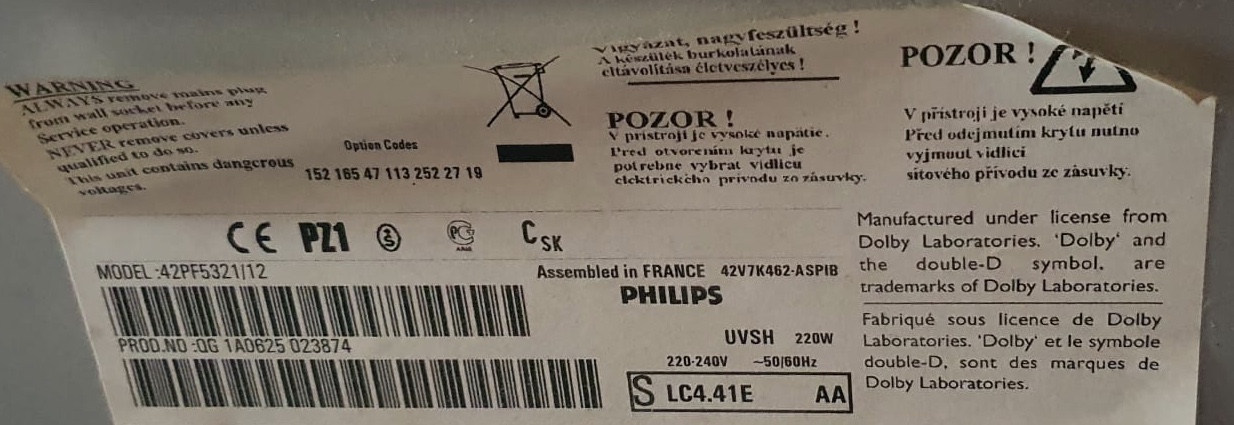 WARNING
ALWAYS remove mains plug
from wall socket before any
Service operation.
NEVER remove covers unless
qualified to do so.
This unit contains dangerous
voltages.
Option Codes
152 165 47 113 252 27 19
Vigyázat, nagyfeszültség !
A készülék burkolatának
eltávolítása életveszélyes !
POZOR !
V prístroji je vysoké napätie.
Pred otvorením krytu je
potrebne vybrat vidlicu
elektrického prívodu zo zásuvky.
POZOR !
V přístroji je vysoké napětí
Před odejmutím krytu nutno
vyjmout vidlici
síťového přívodu ze zásuvky.
CE PZ1 S PG CSK
MODEL :42PF5321/12
Assembled in FRANCE 42V7K462-ASPIB
PHILIPS
PROD.NO :QG 1A0625 023874
UVSH 220W
220-240V ~50/60Hz
S LC4.41E AA
Manufactured under license from
Dolby Laboratories. 'Dolby' and
the double-D symbol. are
trademarks of Dolby Laboratories.
Fabriqué sous licence de Dolby
Laboratories. 'Dolby' et le symbole
double-D, sont des marques de
Dolby Laboratories.